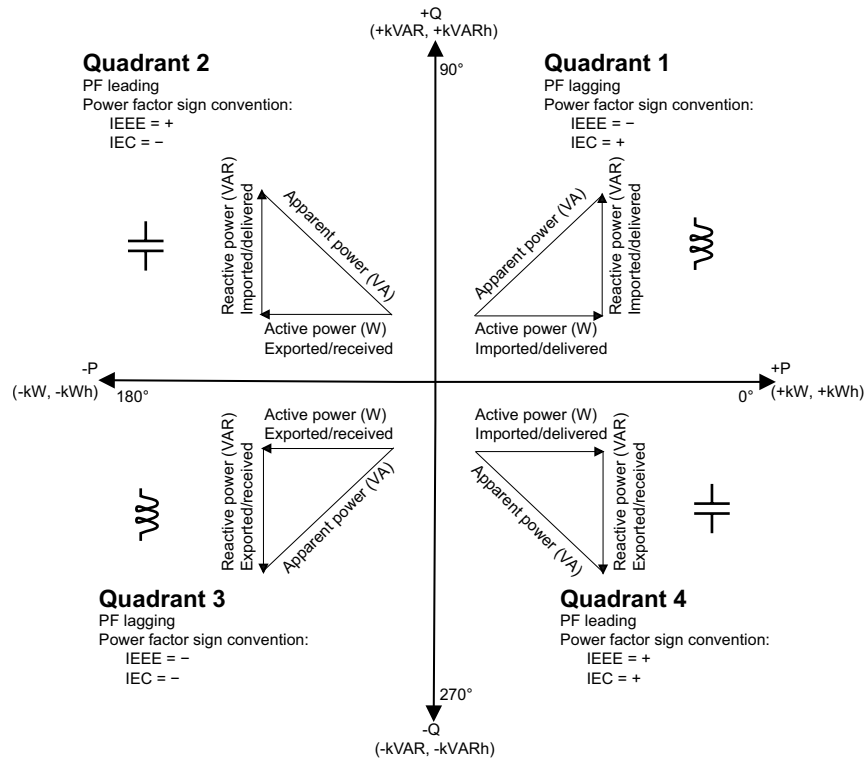 +Q
(+kVAR, +kVARh)
90°
Quadrant 2
PF leading
Power factor sign convention:
IEEE = +
IEC = −
Reactive power (VAR)
Imported/delivered
Apparent power (VA)
Active power (W)
Exported/received
Quadrant 1
PF lagging
Power factor sign convention:
IEEE = −
IEC = +
Apparent power (VA)
Reactive power (VAR)
Imported/delivered
Active power (W)
Imported/delivered
-P
(-kW, -kWh)
180°
0°
+P
(+kW, +kWh)
Active power (W)
Exported/received
Reactive power (VAR)
Exported/received
Apparent power (VA)
Quadrant 3
PF lagging
Power factor sign convention:
IEEE = −
IEC = −
Active power (W)
Imported/delivered
Apparent power (VA)
Reactive power (VAR)
Exported/received
Quadrant 4
PF leading
Power factor sign convention:
IEEE = +
IEC = +
270°
-Q
(-kVAR, -kVARh)